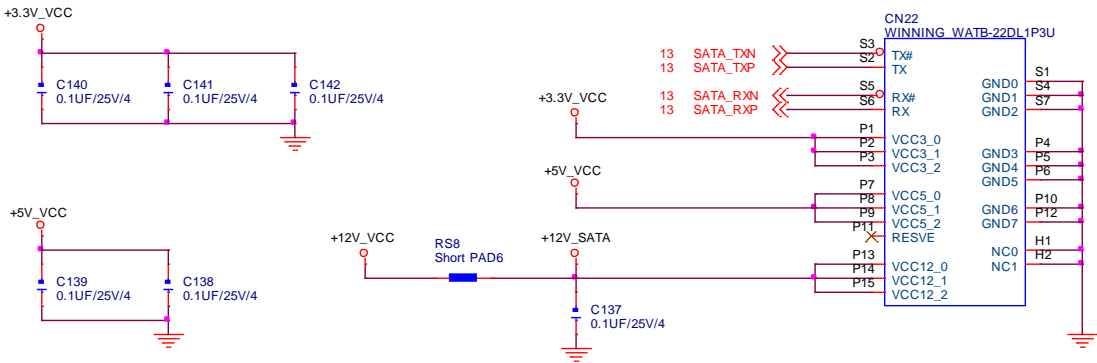 +3.3V_VCC
C140
0.1UF/25V/4
C141
0.1UF/25V/4
C142
0.1UF/25V/4
+5V_VCC
C139
0.1UF/25V/4
C138
0.1UF/25V/4
+12V_VCC
RS8
Short PAD6
+12V_SATA
C137
0.1UF/25V/4
+3.3V_VCC
+5V_VCC
13 SATA_TXN
13 SATA_TXP
13 SATA_RXN
13 SATA_RXP
CN22
WINNING_WATB-22DL1P3U
S3 TX#
S2 TX
S5 RX#
S6 RX
P1 VCC3_0
P2 VCC3_1
P3 VCC3_2
P7 VCC5_0
P8 VCC5_1
P9 VCC5_2
P11 RESVE
P13 VCC12_0
P14 VCC12_1
P15 VCC12_2
GND0 S1
GND1 S4
GND2 S7
GND3 P4
GND4 P5
GND5 P6
GND6 P10
GND7 P12
NC0 H1
NC1 H2